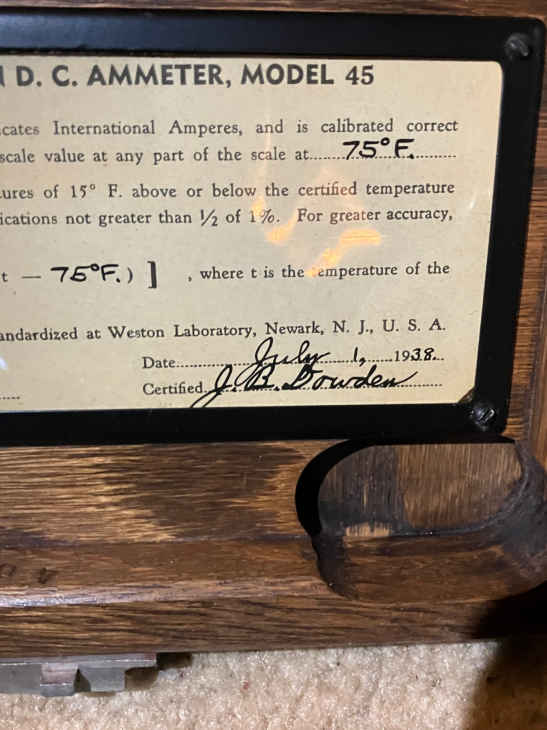 D. C. AMMETER, MODEL 45
cates International Amperes, and is calibrated correct
scale value at any part of the scale at......75°F.............
ures of 15° F. above or below the certified temperature
ications not greater than ½ of 1%. For greater accuracy,
t — 75°F.) ] , where t is the temperature of the
andardized at Weston Laboratory, Newark, N. J., U. S. A.
Date..................July 1,........1938...
Certified..J. B. Dowden..........